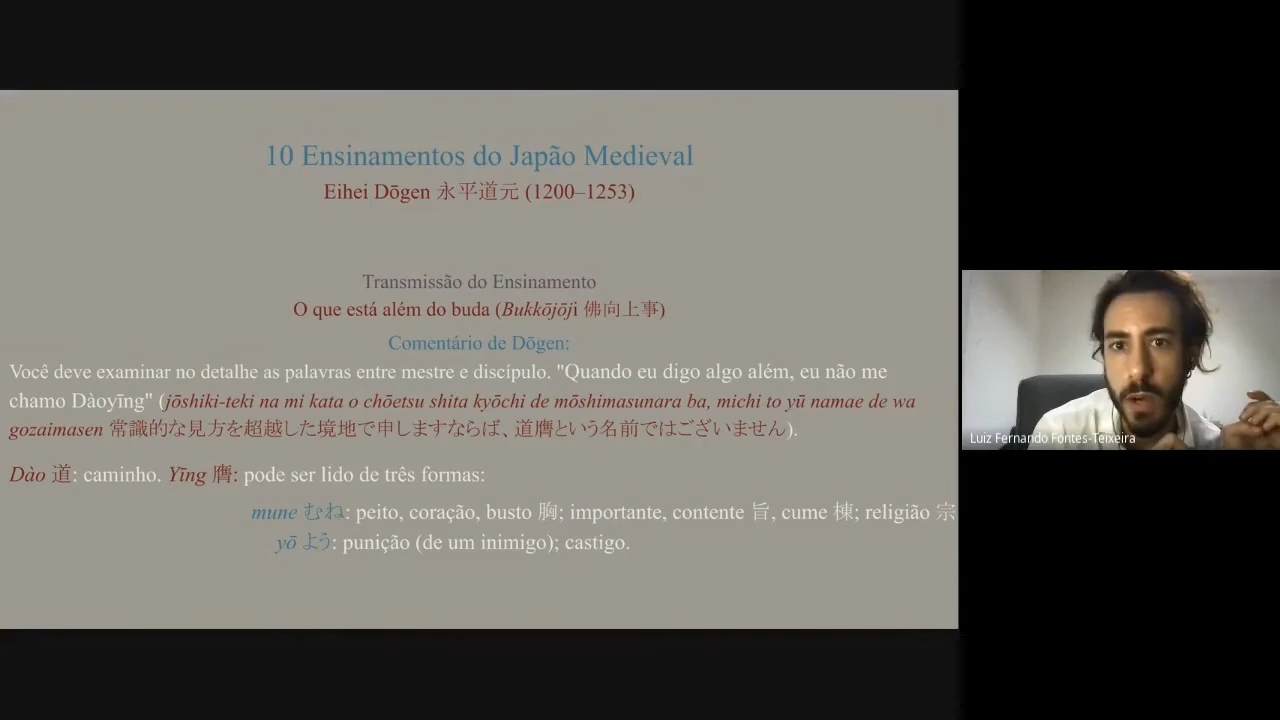 10 Ensinamentos do Japão Medieval
Eihei Dōgen 永平道元 (1200–1253)
Transmissão do Ensinamento
O que está além do buda (Bukkōjōji 佛向上事)
Comentário de Dōgen:
Você deve examinar no detalhe as palavras entre mestre e discípulo. "Quando eu digo algo além, eu não me
chamo Dàoyīng" (jōshiki-teki na mi kata o chōetsu shita kyōchi de mōshimasunara ba, michi to yū namae de wa
gozaimasen 常識的な見方を超越した境地で申しますならば、道膺という名前ではございません).
Dào 道: caminho. Yīng 膺: pode ser lido de três formas:
mune むね: peito, coração, busto 胸; importante, contente 旨, cume 棟; religião 宗
yō よう: punição (de um inimigo); castigo.
Luiz Fernando Fontes-Teixeira